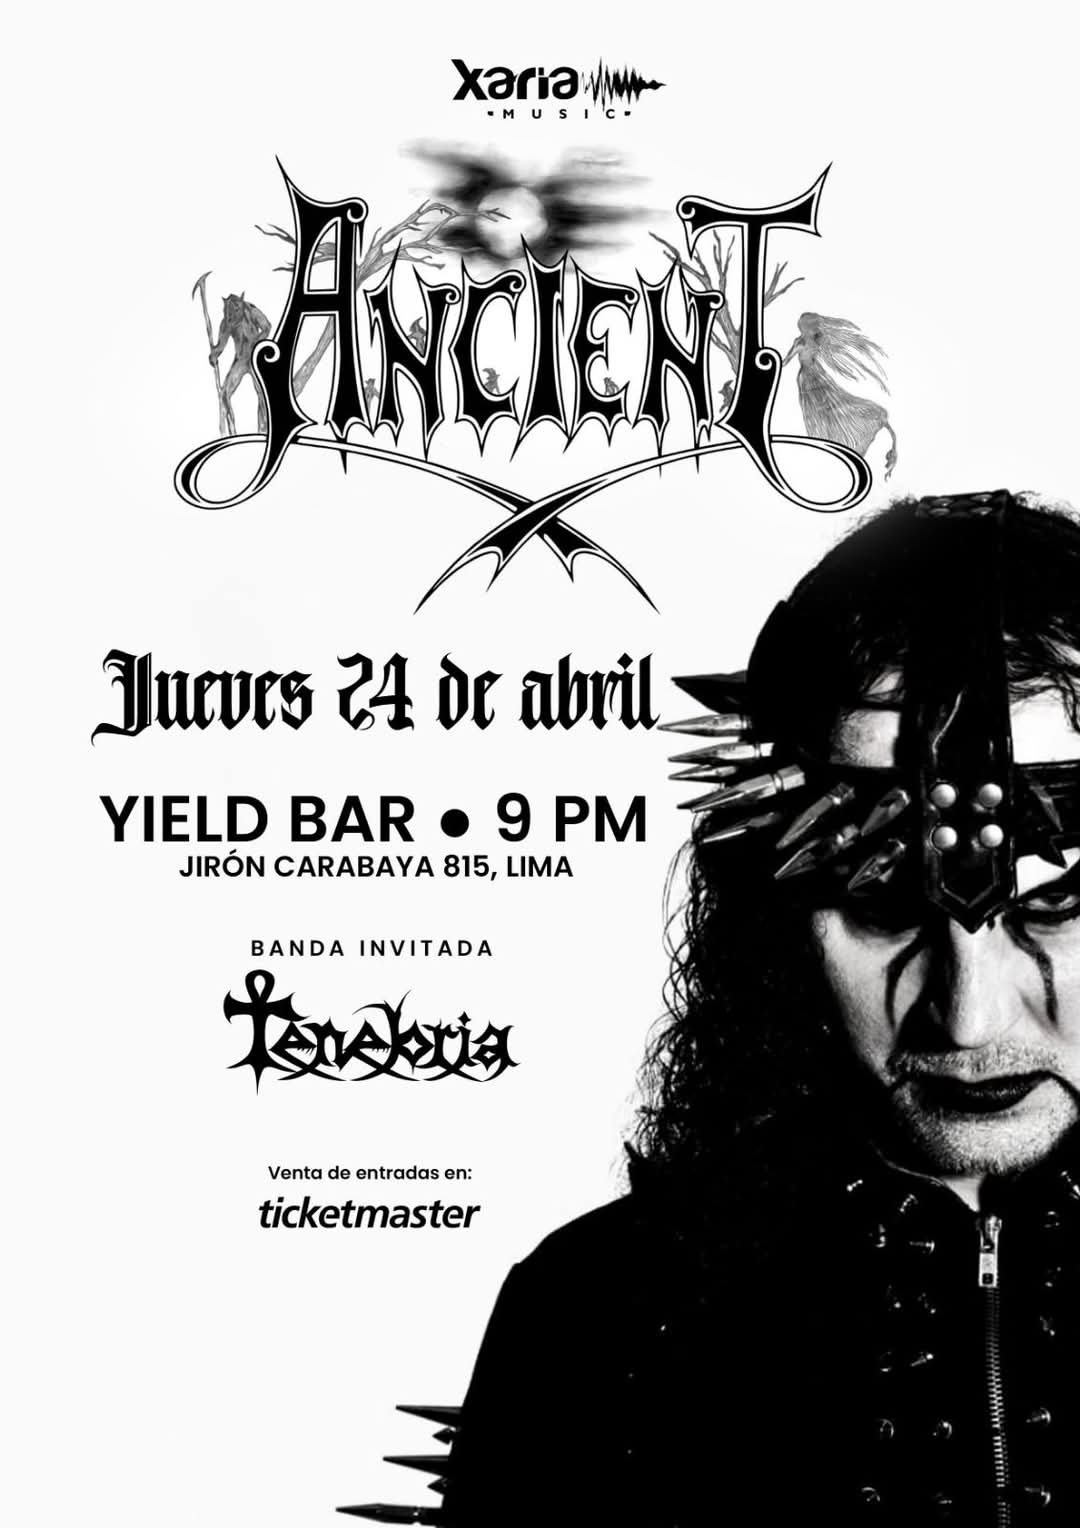 Xaria
MUSIC
ANCIENT
Jueves 24 de abril
YIELD BAR ● 9 PM
JIRÓN CARABAYA 815, LIMA
BANDA INVITADA
Tenebria
Venta de entradas en:
ticketmaster